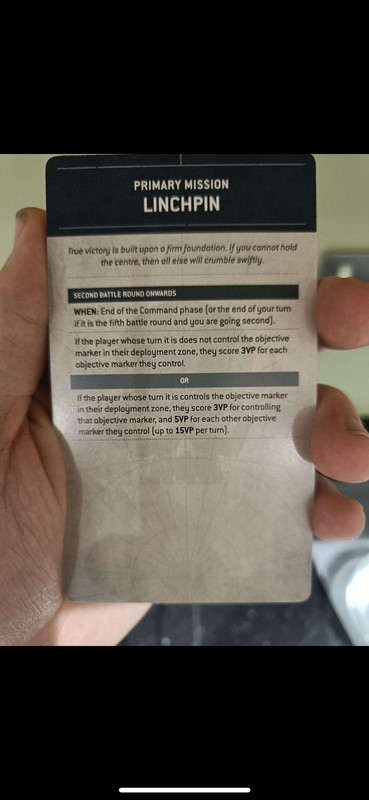 PRIMARY MISSION
LINCHPIN
True victory is built upon a firm foundation. If you cannot hold
the centre, then all else will crumble swiftly.
SECOND BATTLE ROUND ONWARDS
WHEN: End of the Command phase (or the end of your turn
if it is the fifth battle round and you are going second).
If the player whose turn it is does not control the objective
marker in their deployment zone, they score 3VP for each
objective marker they control.
OR
If the player whose turn it is controls the objective marker
in their deployment zone, they score 3VP for controlling
that objective marker, and 5VP for each other objective
marker they control (up to 15VP per turn).